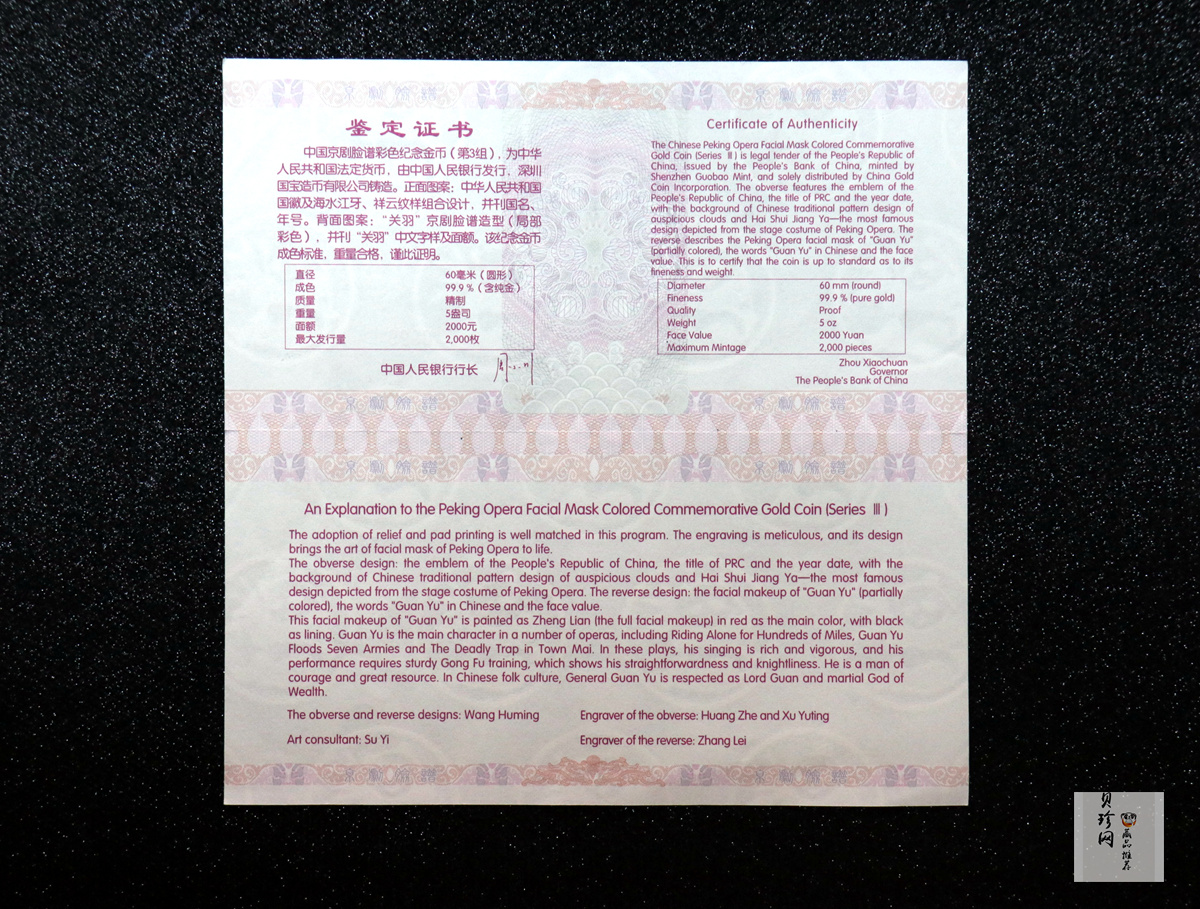 鉴定证书
中国京剧脸谱彩色纪念金币（第3组），为中华
人民共和国法定货币，由中国人民银行发行，深圳
国宝造币有限公司铸造。正面图案：中华人民共和国
国徽及海水江牙、祥云纹样组合设计，并刊国名、
年号。背面图案：“关羽”京剧脸谱造型（局部
彩色），并刊“关羽”中文字样及面额。该纪念金币
成色标准，重量合格，谨此证明。
直径 60毫米（圆形）
成色 99.9％（含纯金）
质量 精制
重量 5盎司
面额 2000元
最大发行量 2,000枚
中国人民银行行长
Certificate of Authenticity
The Chinese Peking Opera Facial Mask Colored Commemorative
Gold Coin (Series Ⅲ) is legal tender of the People's Republic of
China, issued by the People's Bank of China, minted by
Shenzhen Guobao Mint, and solely distributed by China Gold
Coin Incorporation. The obverse features the emblem of the
People's Republic of China, the title of PRC and the year date,
with the background of Chinese traditional pattern design of
auspicious clouds and Hai Shui Jiang Ya—the most famous
design depicted from the stage costume of Peking Opera. The
reverse describes the Peking Opera facial mask of "Guan Yu"
(partially colored), the words "Guan Yu" in Chinese and the face
value. This is to certify that the coin is up to standard as to its
fineness and weight.
Diameter 60 mm (round)
Fineness 99.9 % (pure gold)
Quality Proof
Weight 5 oz
Face Value 2000 Yuan
Maximum Mintage 2,000 pieces
Zhou Xiaochuan
Governor
The People's Bank of China
An Explanation to the Peking Opera Facial Mask Colored Commemorative Gold Coin (Series Ⅲ)
The adoption of relief and pad printing is well matched in this program. The engraving is meticulous, and its design
brings the art of facial mask of Peking Opera to life.
The obverse design: the emblem of the People's Republic of China, the title of PRC and the year date, with the
background of Chinese traditional pattern design of auspicious clouds and Hai Shui Jiang Ya—the most famous
design depicted from the stage costume of Peking Opera. The reverse design: the facial makeup of "Guan Yu" (partially
colored), the words "Guan Yu" in Chinese and the face value.
This facial makeup of "Guan Yu" is painted as Zheng Lian (the full facial makeup) in red as the main color, with black
as lining. Guan Yu is the main character in a number of operas, including Riding Alone for Hundreds of Miles, Guan Yu
Floods Seven Armies and The Deadly Trap in Town Mai. In these plays, his singing is rich and vigorous, and his
performance requires sturdy Gong Fu training, which shows his straightforwardness and knightliness. He is a man of
courage and great resource. In Chinese folk culture, General Guan Yu is respected as Lord Guan and martial God of
Wealth.
The obverse and reverse designs: Wang Huming
Engraver of the obverse: Huang Zhe and Xu Yuting
Art consultant: Su Yi
Engraver of the reverse: Zhang Lei
贝珍网
藏品推荐